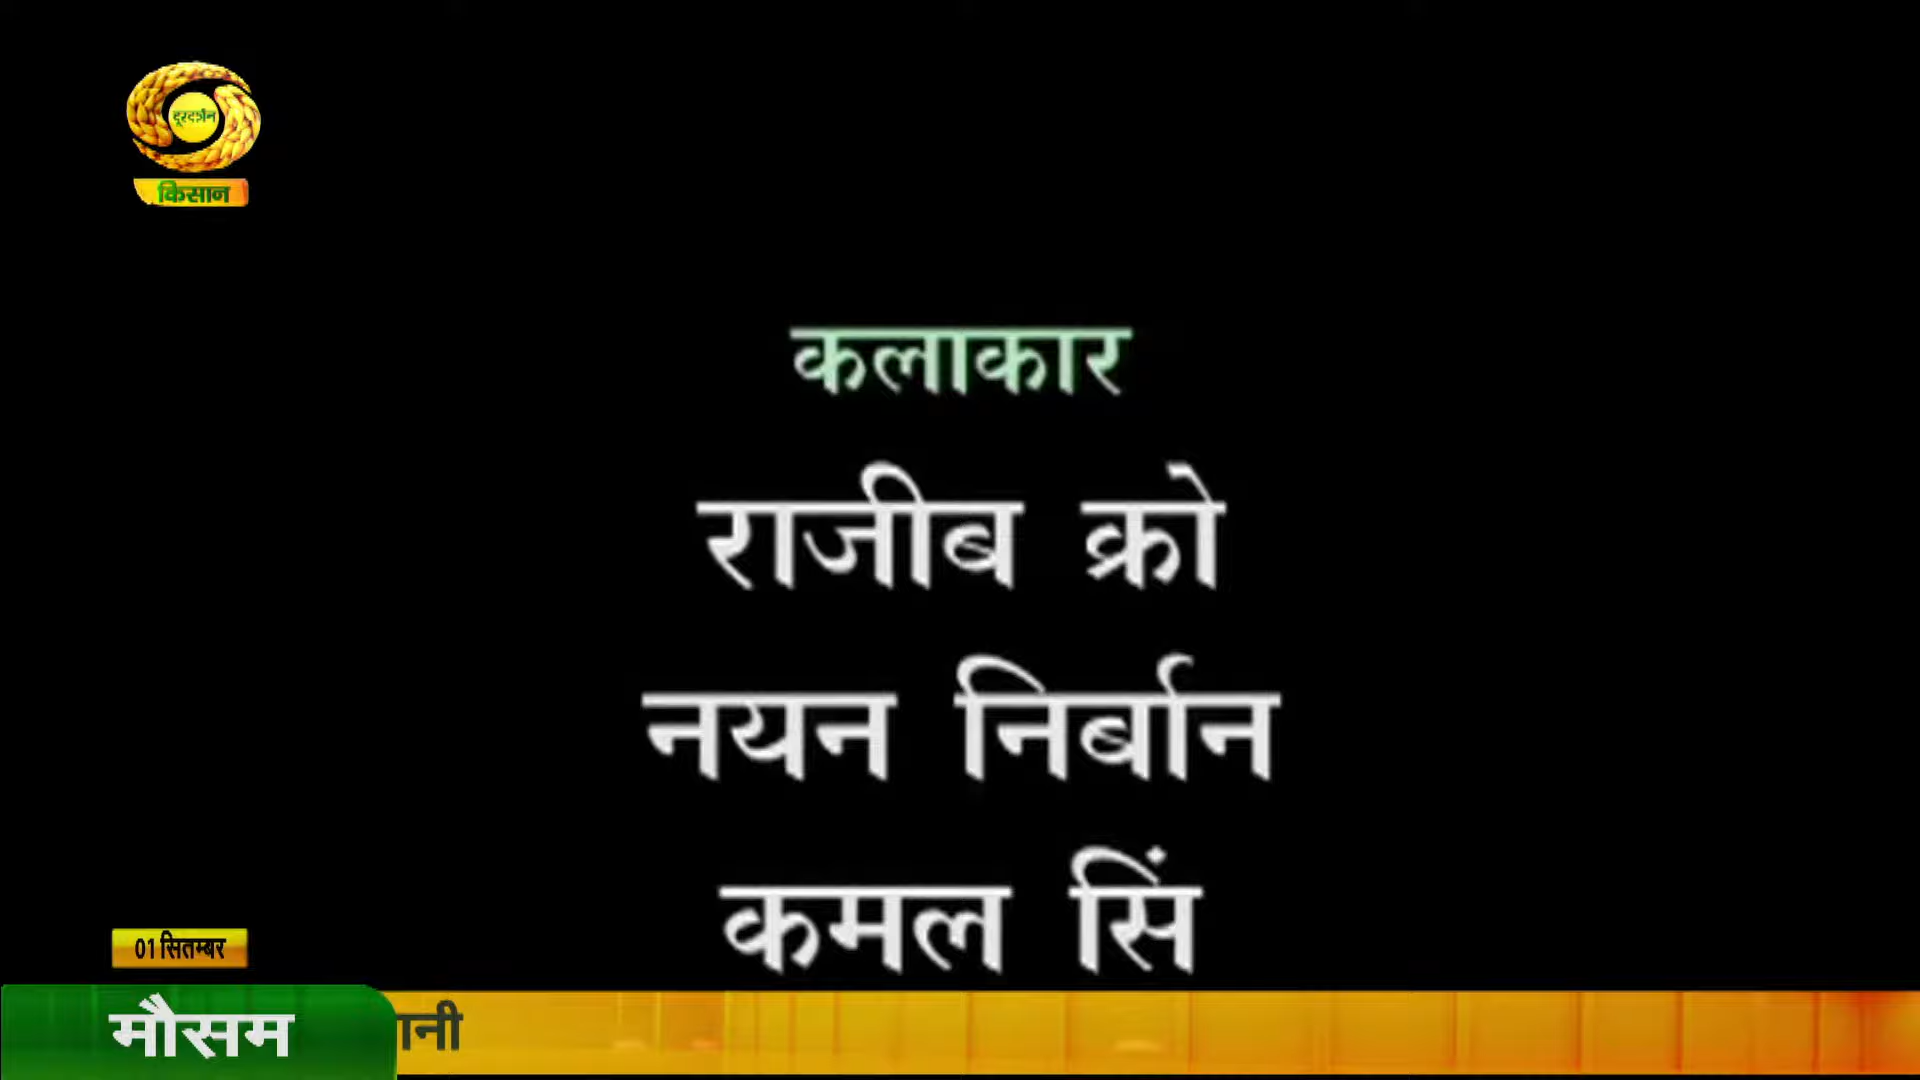 दूरदर्शन
किसान
कलाकार
राजीब क्रो
नयन निर्बान
कमल सिं
01 सितम्बर
मौसम
ानी